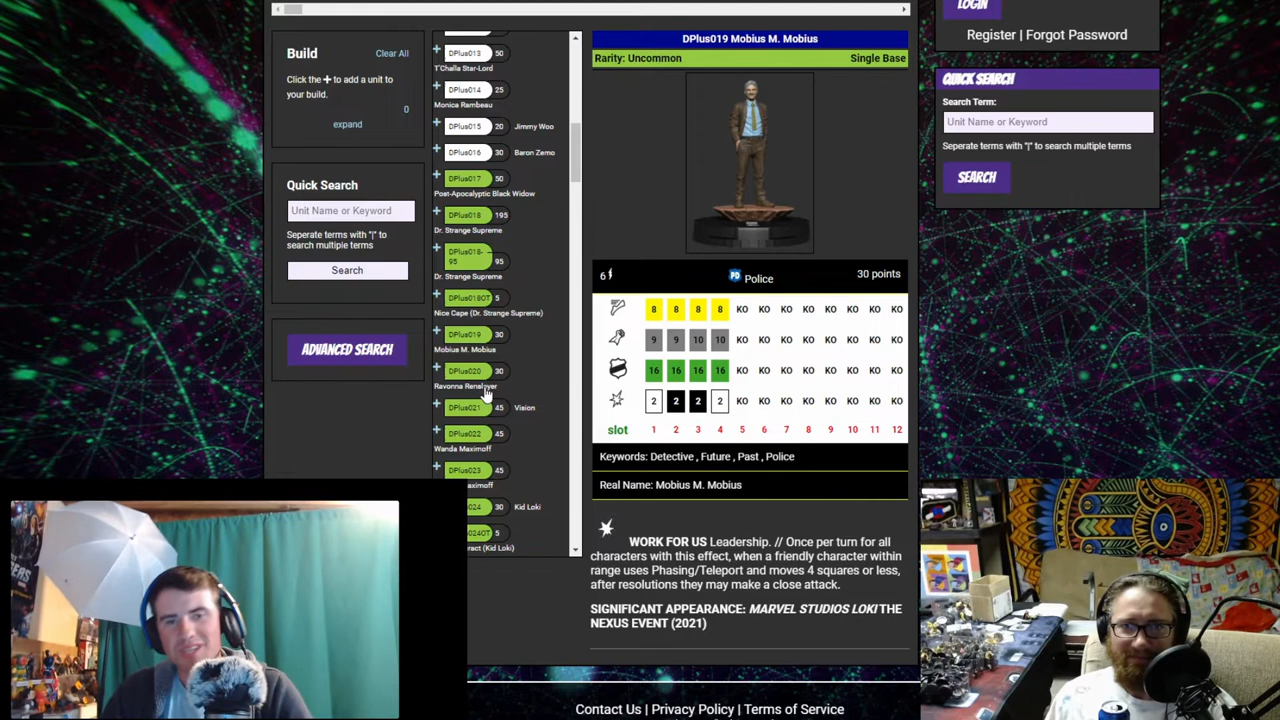 Build
Clear All
Click the + to add a unit to
your build.
0
expand
Quick Search
Unit Name or Keyword
Seperate terms with "|" to
search multiple terms
Search
ADVANCED SEARCH
DPlus013 50
T'Challa Star-Lord
DPlus014 25
Monica Rambeau
DPlus015 20 Jimmy Woo
DPlus016 30 Baron Zemo
DPlus017 50
Post-Apocalyptic Black Widow
DPlus018 195
Dr. Strange Supreme
DPlus018-
95 95
Dr. Strange Supreme
DPlus018OT 5
Nice Cape (Dr. Strange Supreme)
DPlus019 30
Mobius M. Mobius
DPlus020 30
Ravonna Renslayer
DPlus021 45 Vision
DPlus022 45
Wanda Maximoff
DPlus023 45
aximoff
024 30 Kid Loki
024OT 5
ract (Kid Loki)
DPlus019 Mobius M. Mobius
Rarity: Uncommon Single Base
6 PD Police 30 points
8 8 8 8 KO KO KO KO KO KO KO KO
9 9 10 10 KO KO KO KO KO KO KO KO
16 16 16 16 KO KO KO KO KO KO KO KO
2 2 2 2 KO KO KO KO KO KO KO KO
slot 1 2 3 4 5 6 7 8 9 10 11 12
Keywords: Detective , Future , Past , Police
Real Name: Mobius M. Mobius
WORK FOR US Leadership. // Once per turn for all
characters with this effect, when a friendly character within
range uses Phasing/Teleport and moves 4 squares or less,
after resolutions they may make a close attack.
SIGNIFICANT APPEARANCE: MARVEL STUDIOS LOKI THE
NEXUS EVENT (2021)
LOGIN
Register | Forgot Password
QUICK SEARCH
Search Term:
Unit Name or Keyword
Seperate terms with "|" to search multiple terms
SEARCH
Contact Us | Privacy Policy | Terms of Service